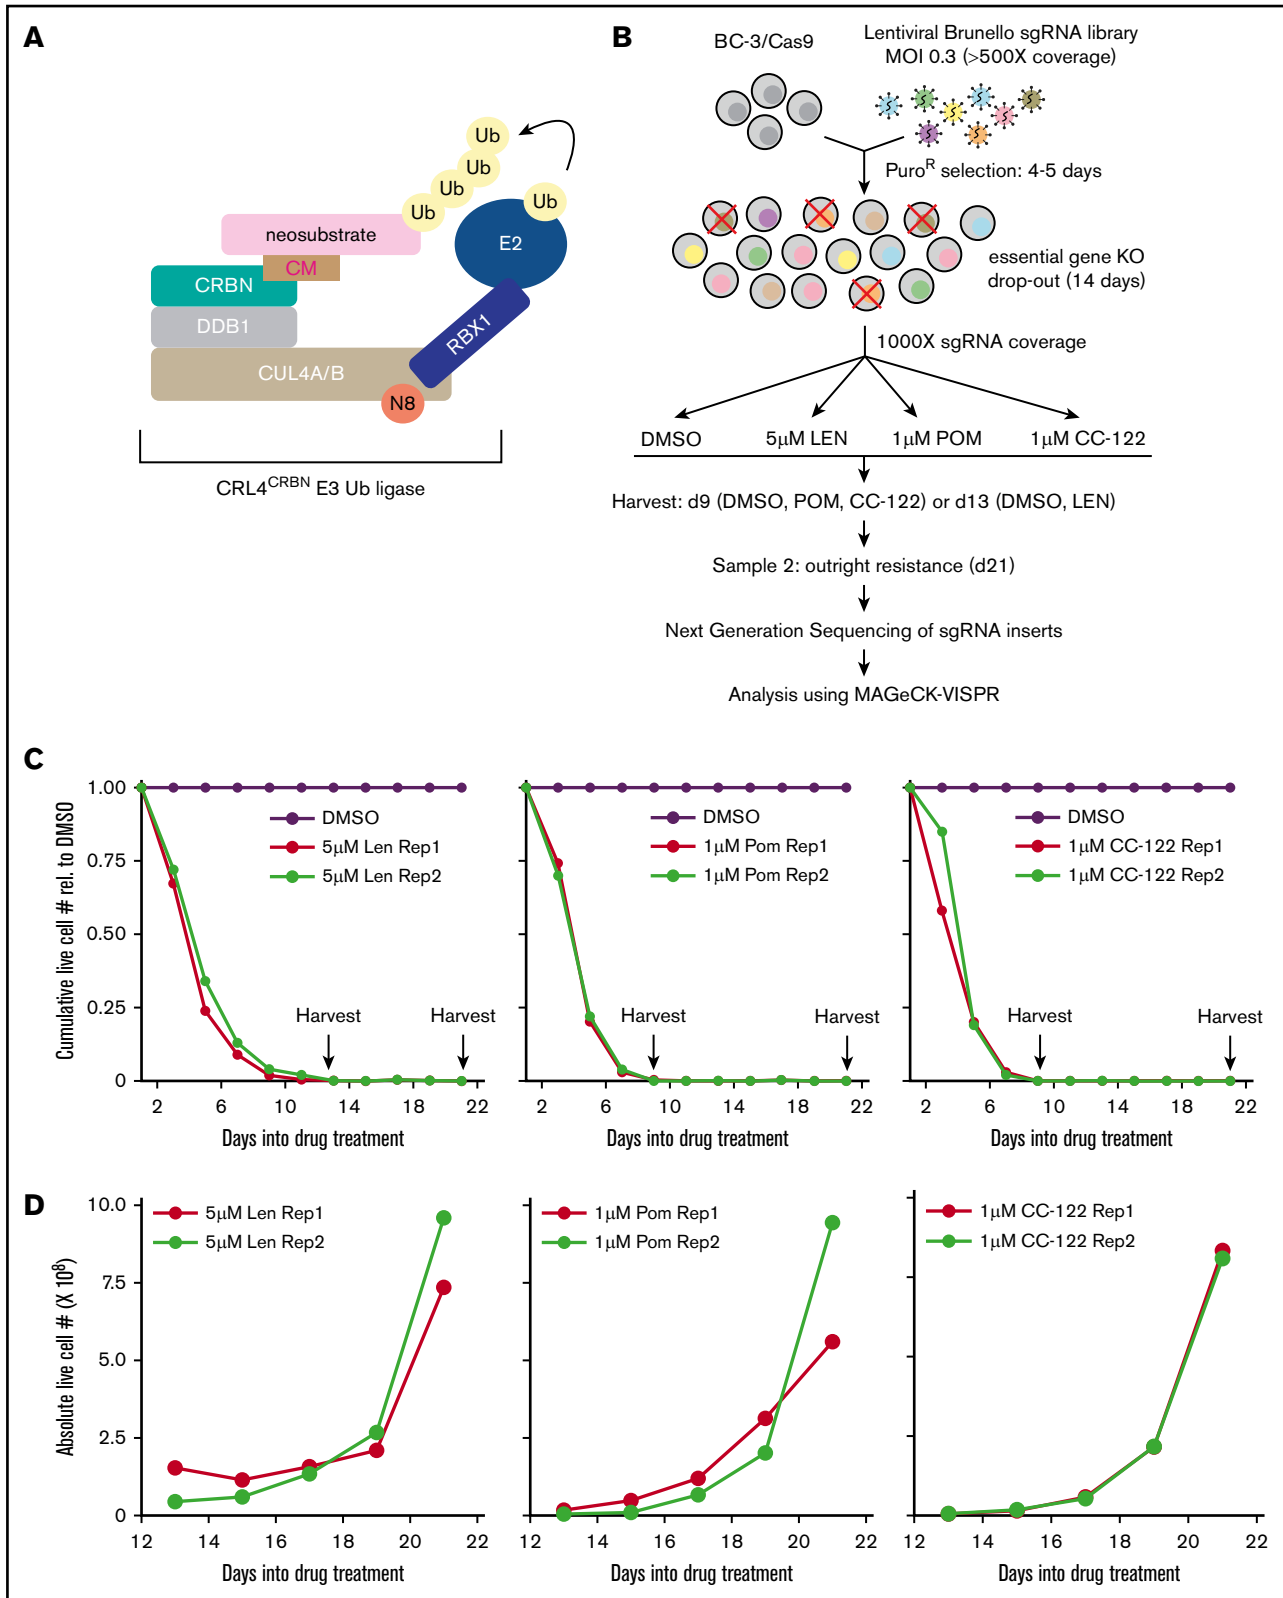 A
Ub
Ub
Ub
Ub
Ub
neosubstrate
E2
CM
CRBN
DDB1
RBX1
CUL4A/B
N8
CRL4CRBN E3 Ub ligase
B
BC-3/Cas9
Lentiviral Brunello sgRNA library
MOI 0.3 (>500X coverage)
PuroR selection: 4-5 days
essential gene KO
drop-out (14 days)
1000X sgRNA coverage
DMSO 5μM LEN 1μM POM 1μM CC-122
Harvest: d9 (DMSO, POM, CC-122) or d13 (DMSO, LEN)
Sample 2: outright resistance (d21)
Next Generation Sequencing of sgRNA inserts
Analysis using MAGeCK-VISPR
C
Cumulative live cell # rel. to DMSO
1.00
0.75
0.50
0.25
0
DMSO
5μM Len Rep1
5μM Len Rep2
Harvest Harvest
2 6 10 14 18 22
Days into drug treatment
DMSO
1μM Pom Rep1
1μM Pom Rep2
Harvest Harvest
2 6 10 14 18 22
Days into drug treatment
DMSO
1μM CC-122 Rep1
1μM CC-122 Rep2
Harvest Harvest
2 6 10 14 18 22
Days into drug treatment
D
Absolute live cell # (X 10⁸)
10.0
7.5
5.0
2.5
0
5μM Len Rep1
5μM Len Rep2
12 14 16 18 20 22
Days into drug treatment
1μM Pom Rep1
1μM Pom Rep2
12 14 16 18 20 22
Days into drug treatment
1μM CC-122 Rep1
1μM CC-122 Rep2
12 14 16 18 20 22
Days into drug treatment